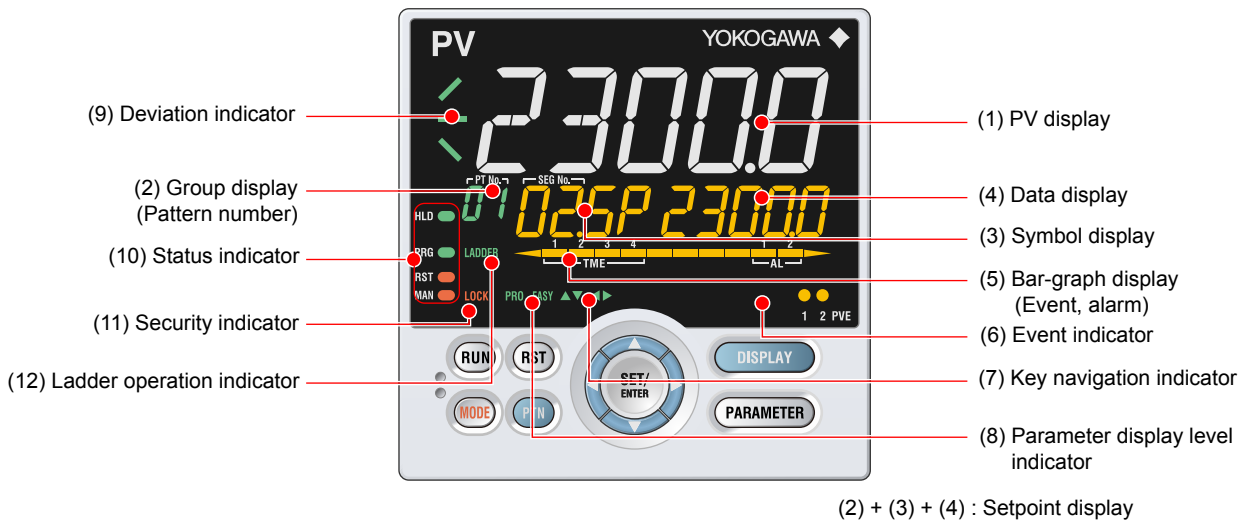 PV
YOKOGAWA
2300.0
PT No.
SEG No.
01
02.SP
2300.0
HLD
PRG
RST
MAN
LADDER
LOCK
1 2 3 4
TME
1 2
AL
PRO EASY
1 2 PVE
RUN
RST
MODE
PTN
SET/
ENTER
DISPLAY
PARAMETER
(9) Deviation indicator
(2) Group display
(Pattern number)
(10) Status indicator
(11) Security indicator
(12) Ladder operation indicator
(1) PV display
(4) Data display
(3) Symbol display
(5) Bar-graph display
(Event, alarm)
(6) Event indicator
(7) Key navigation indicator
(8) Parameter display level
indicator
(2) + (3) + (4) : Setpoint display